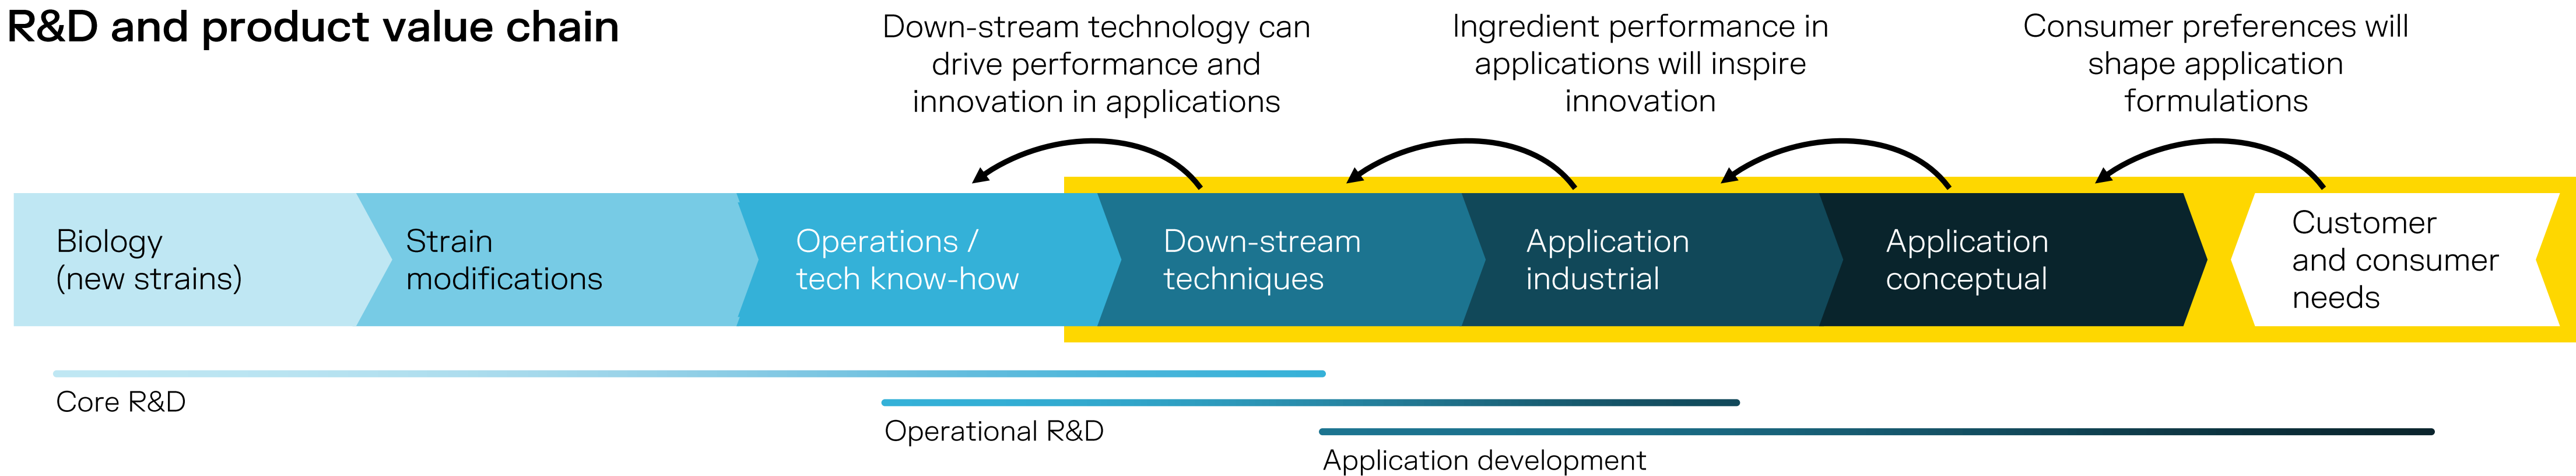 R&D and product value chain
Down-stream technology can
drive performance and
innovation in applications
Ingredient performance in
applications will inspire
innovation
Consumer preferences will
shape application
formulations
Biology
(new strains)
Strain
modifications
Operations /
tech know-how
Down-stream
techniques
Application
industrial
Application
conceptual
Customer
and consumer
needs
Core R&D
Operational R&D
Application development